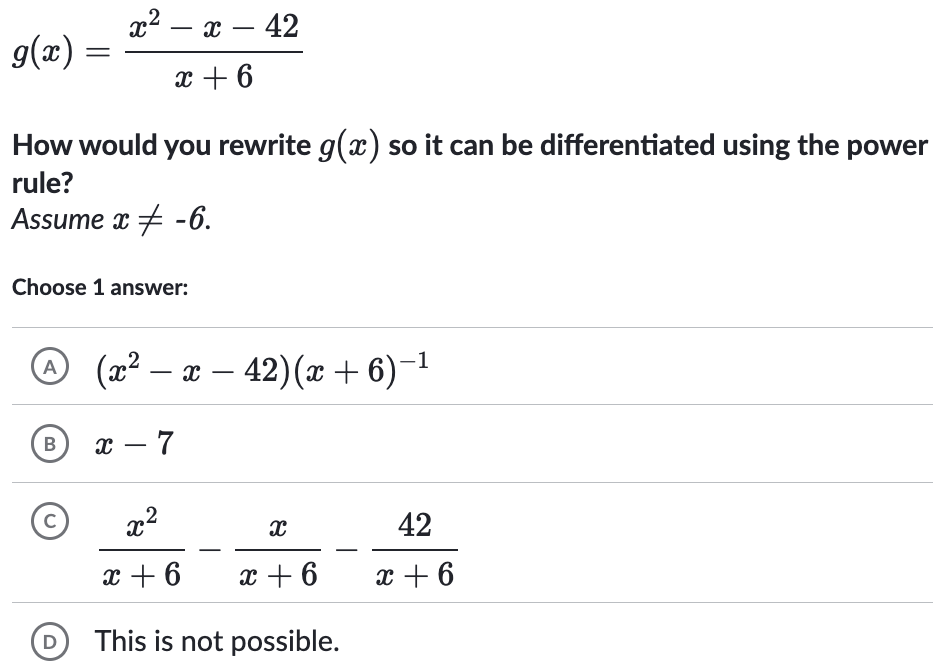 g(x) = \frac{x^2 - x - 42}{x + 6}
How would you rewrite g(x) so it can be differentiated using the power
rule?
Assume x ≠ -6.
Choose 1 answer:
A (x^2 - x - 42)(x + 6)^{-1}
B x - 7
C \frac{x^2}{x + 6} - \frac{x}{x + 6} - \frac{42}{x + 6}
D This is not possible.